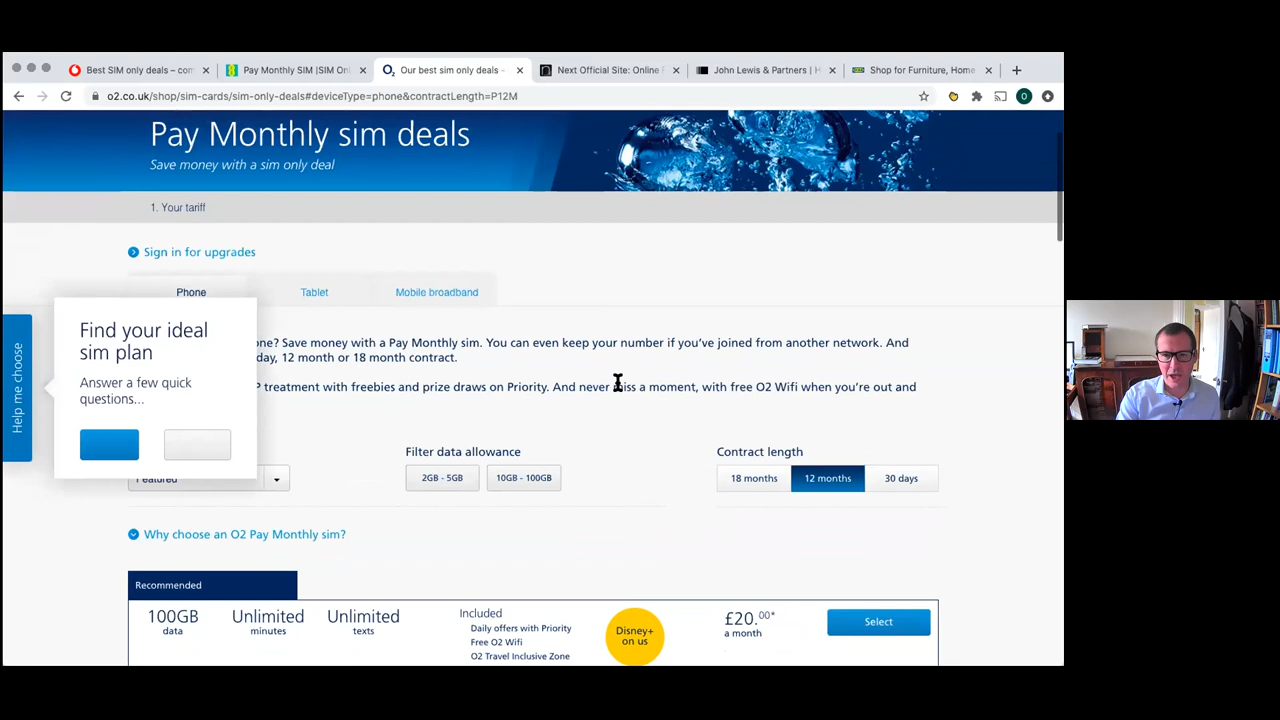 Best SIM only deals – com
Pay Monthly SIM |SIM On
O2
Our best sim only deals -
Next Official Site: Online F
John Lewis & Partners | H
Shop for Furniture, Home
o2.co.uk/shop/sim-cards/sim-only-deals#deviceType=phone&contractLength=P12M
O
Pay Monthly sim deals
Save money with a sim only deal
1. Your tariff
Sign in for upgrades
Phone
Tablet
Mobile broadband
Help me choose
Find your ideal
sim plan
Answer a few quick
questions...
one? Save money with a Pay Monthly sim. You can even keep your number if you've joined from another network. And
day, 12 month or 18 month contract.
P treatment with freebies and prize draws on Priority. And never miss a moment, with free O2 Wifi when you're out and
Filter data allowance
Contract length
Featured
2GB - 5GB
10GB - 100GB
18 months
12 months
30 days
Why choose an O2 Pay Monthly sim?
Recommended
100GB
data
Unlimited
minutes
Unlimited
texts
Included
Daily offers with Priority
Free O2 Wifi
O2 Travel Inclusive Zone
Disney+
on us
£20.00*
a month
Select